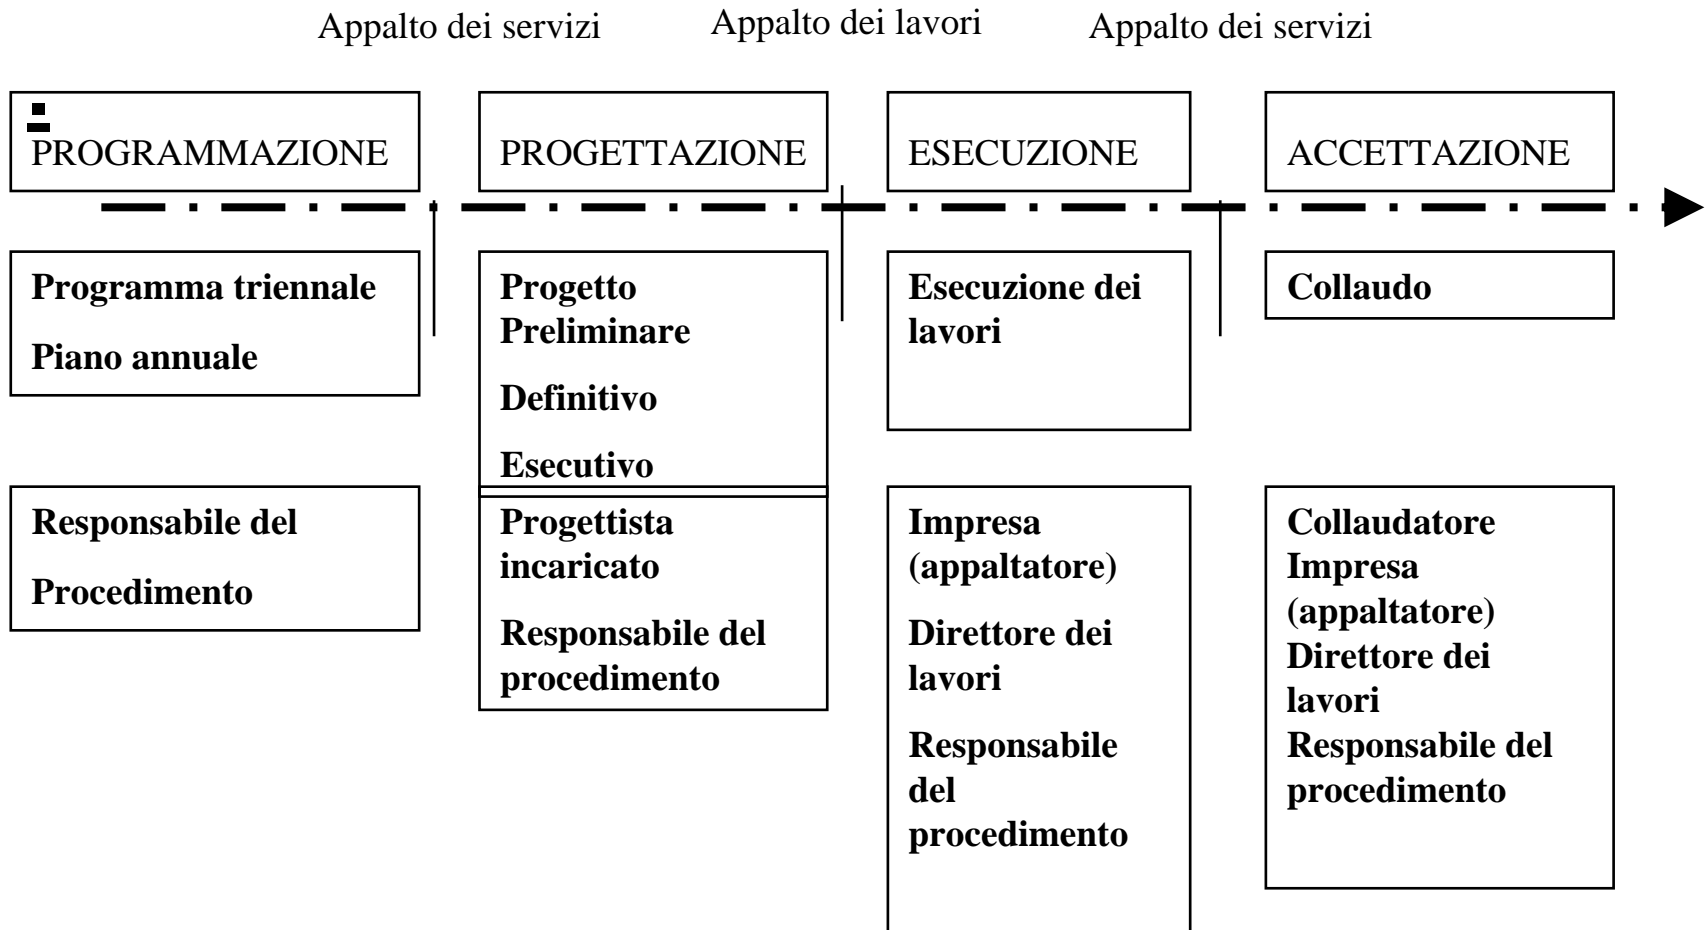 Appalto dei servizi
Appalto dei lavori
Appalto dei servizi
PROGRAMMAZIONE
PROGETTAZIONE
ESECUZIONE
ACCETTAZIONE
Programma triennale
Piano annuale
Progetto
Preliminare
Definitivo
Esecutivo
Esecuzione dei
lavori
Collaudo
Responsabile del
Procedimento
Progettista
incaricato
Responsabile del
procedimento
Impresa
(appaltatore)
Direttore dei
lavori
Responsabile
del
procedimento
Collaudatore
Impresa
(appaltatore)
Direttore dei
lavori
Responsabile del
procedimento